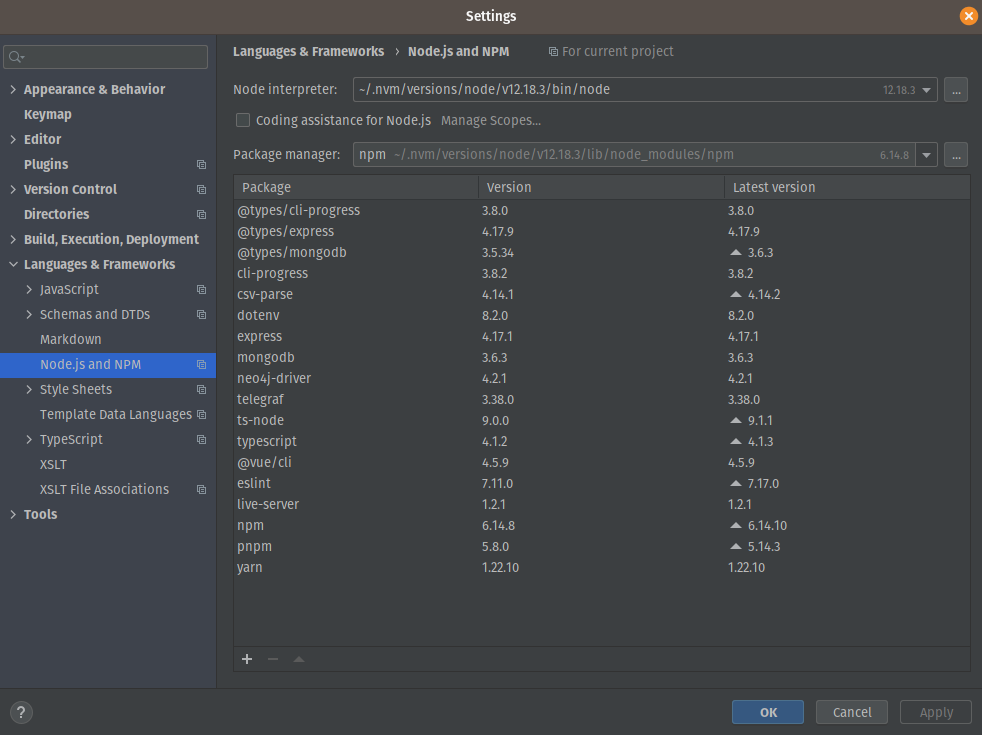 Settings
Languages & Frameworks › Node.js and NPM For current project
Appearance & Behavior
Keymap
Editor
Plugins
Version Control
Directories
Build, Execution, Deployment
Languages & Frameworks
JavaScript
Schemas and DTDs
Markdown
Node.js and NPM
Style Sheets
Template Data Languages
TypeScript
XSLT
XSLT File Associations
Tools
Node interpreter: ~/.nvm/versions/node/v12.18.3/bin/node 12.18.3 ...
Coding assistance for Node.js Manage Scopes...
Package manager: npm ~/.nvm/versions/node/v12.18.3/lib/node_modules/npm 6.14.8 ...
Package Version Latest version
@types/cli-progress 3.8.0 3.8.0
@types/express 4.17.9 4.17.9
@types/mongodb 3.5.34 3.6.3
cli-progress 3.8.2 3.8.2
csv-parse 4.14.1 4.14.2
dotenv 8.2.0 8.2.0
express 4.17.1 4.17.1
mongodb 3.6.3 3.6.3
neo4j-driver 4.2.1 4.2.1
telegraf 3.38.0 3.38.0
ts-node 9.0.0 9.1.1
typescript 4.1.2 4.1.3
@vue/cli 4.5.9 4.5.9
eslint 7.11.0 7.17.0
live-server 1.2.1 1.2.1
npm 6.14.8 6.14.10
pnpm 5.8.0 5.14.3
yarn 1.22.10 1.22.10
? OK Cancel Apply